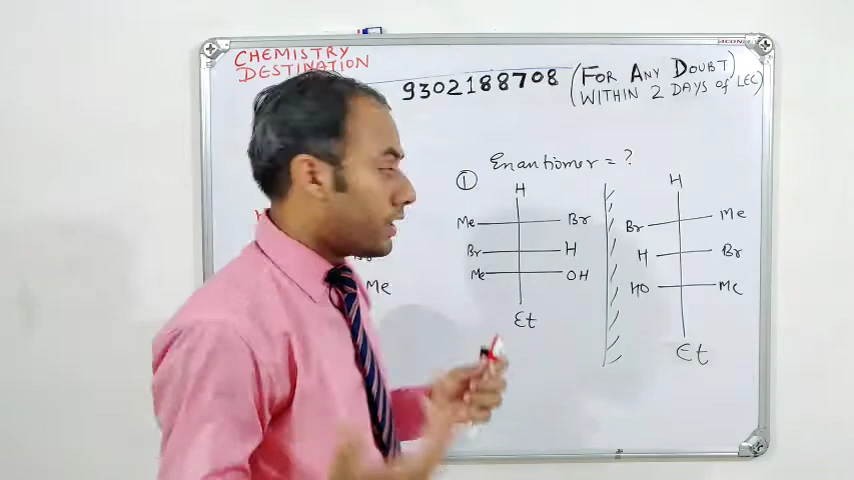 CHEMISTRY
DESTINATION
9302188708
(FOR ANY DOUBT)
WITHIN 2 DAYS of LEC)
Enantiomer = ?
①
H
Me Br
Br H
Me OH
Et
H
Br Me
H Br
HO Me
Et
Me